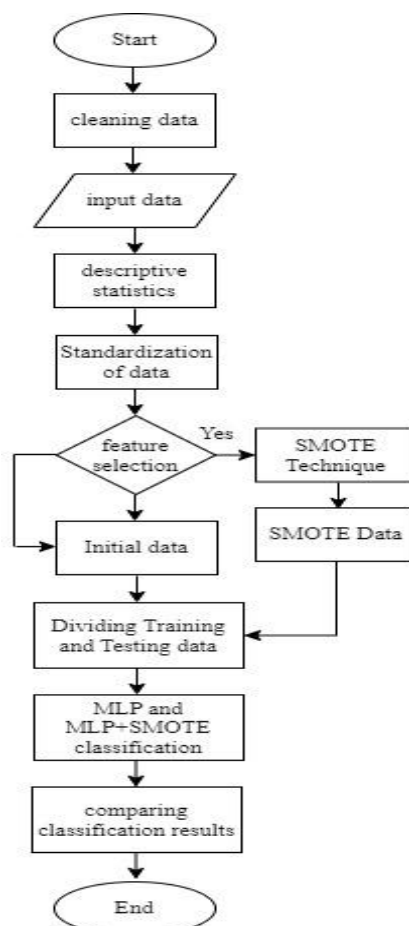 Start
cleaning data
input data
descriptive
statistics
Standardization
of data
feature
selection
Yes
SMOTE
Technique
Initial data
SMOTE Data
Dividing Training
and Testing data
MLP and
MLP+SMOTE
classification
comparing
classification results
End